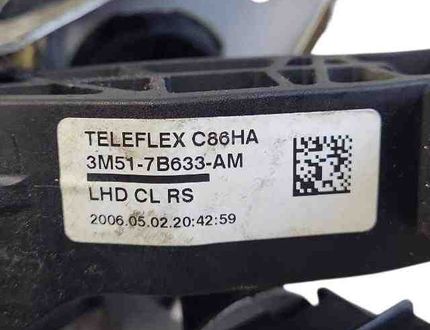 TELEFLEX C86HA
3M51-7B633-AM
LHD CL RS
2006.05.02.20:42:59